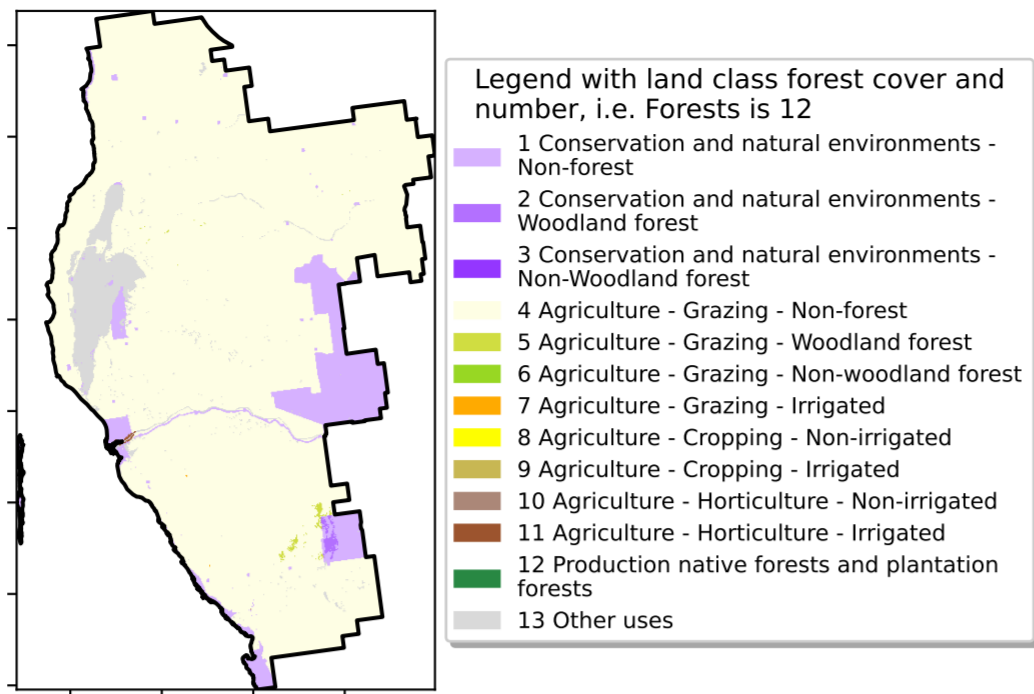 Legend with land class forest cover and
number, i.e. Forests is 12
1 Conservation and natural environments -
Non-forest
2 Conservation and natural environments -
Woodland forest
3 Conservation and natural environments -
Non-Woodland forest
4 Agriculture - Grazing - Non-forest
5 Agriculture - Grazing - Woodland forest
6 Agriculture - Grazing - Non-woodland forest
7 Agriculture - Grazing - Irrigated
8 Agriculture - Cropping - Non-irrigated
9 Agriculture - Cropping - Irrigated
10 Agriculture - Horticulture - Non-irrigated
11 Agriculture - Horticulture - Irrigated
12 Production native forests and plantation
forests
13 Other uses